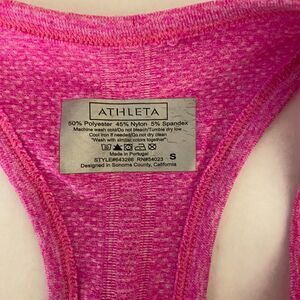 ATHLETA
50% Polyester 45% Nylon 5% Spandex
Machine wash cold/Do not bleach/Tumble dry low
Cool iron if needed/Do not dry clean
"Wash with similar colors together"
Made in Portugal
STYLE#643266 RN#54023
S
Designed in Sonoma County, California